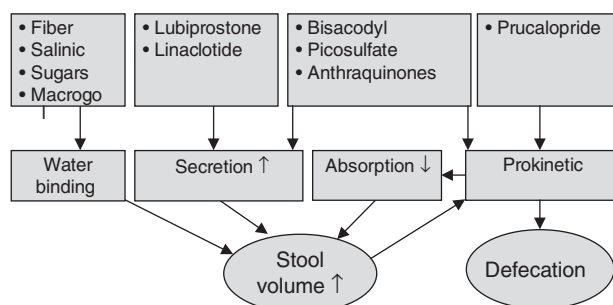 • Fiber
• Salinic
• Sugars
• Macrogo
l
• Lubiprostone
• Linaclotide
• Bisacodyl
• Picosulfate
• Anthraquinones
• Prucalopride
Water
binding
Secretion ↑
Absorption ↓
Prokinetic
Stool
volume ↑
Defecation